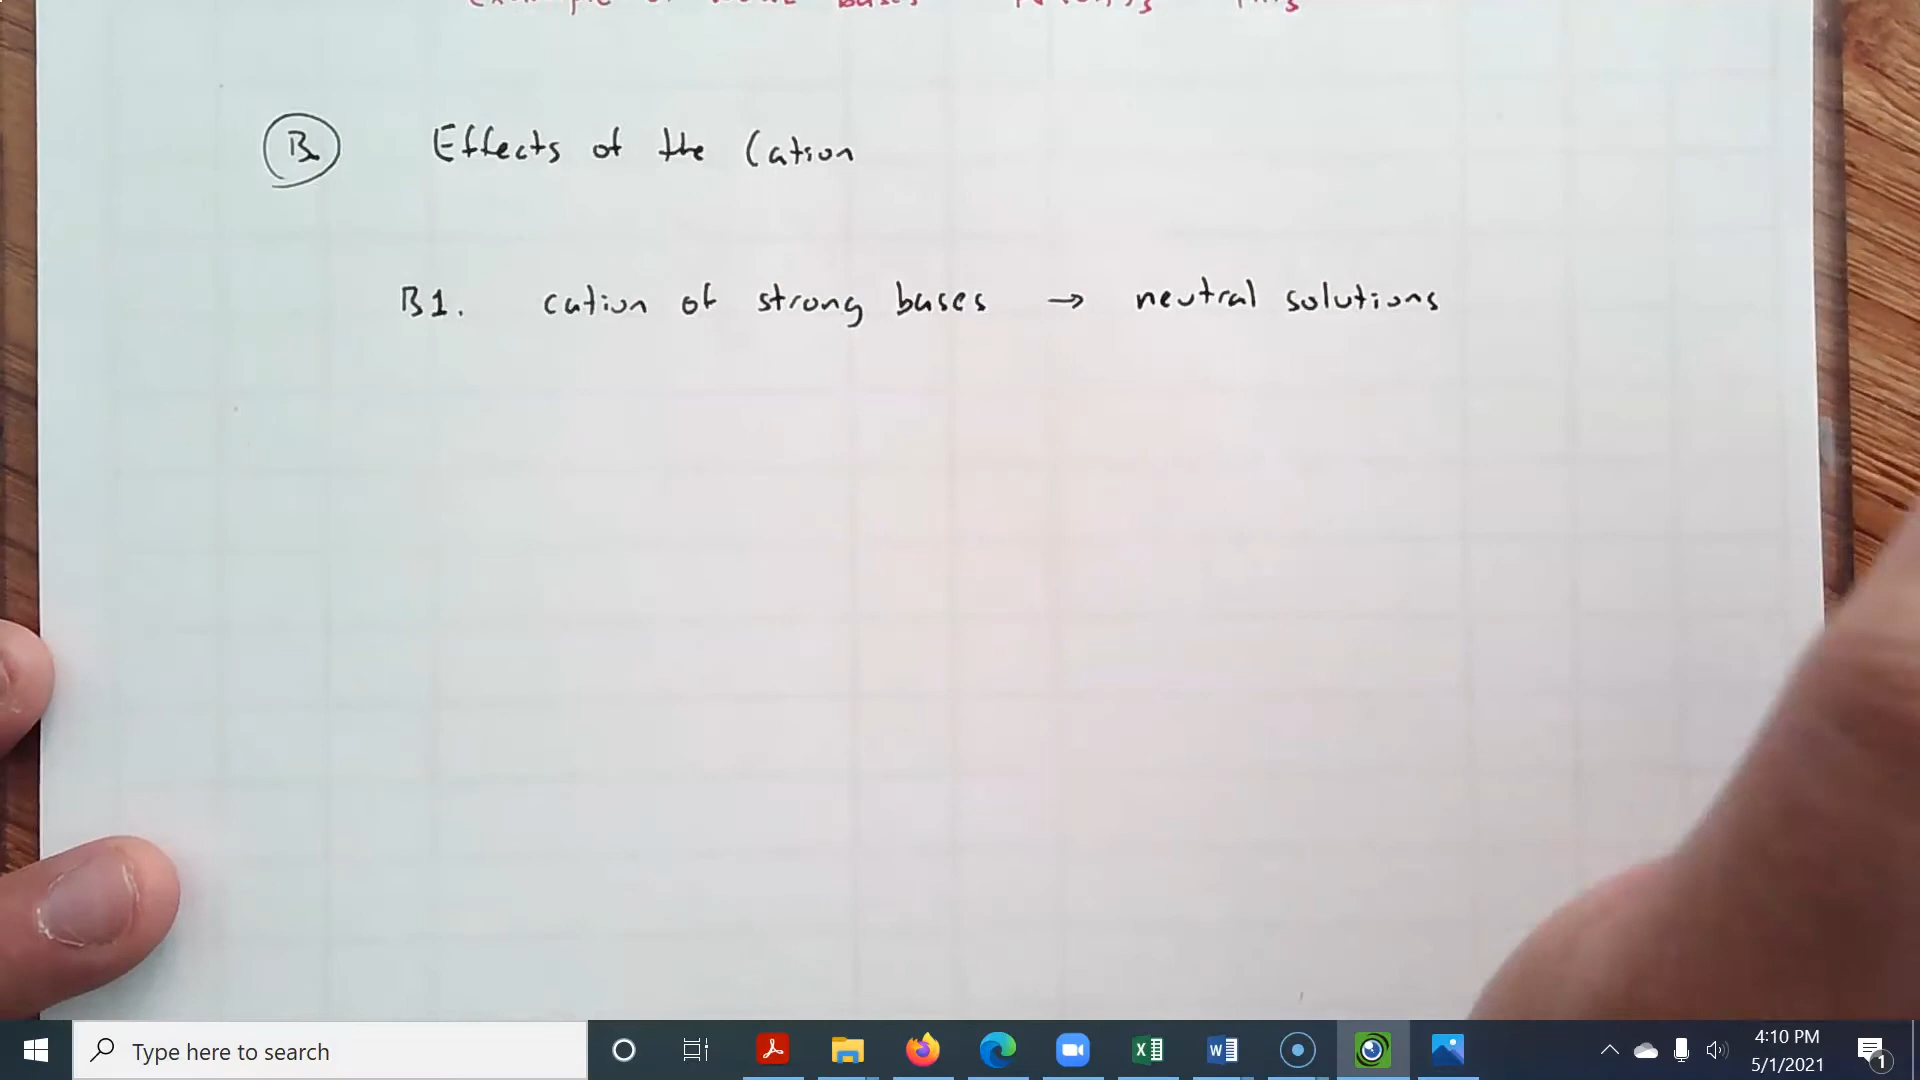 Ⓑ Effects of the Cation
B1. cation of strong bases → neutral solutions
Type here to search
4:10 PM
5/1/2021
1